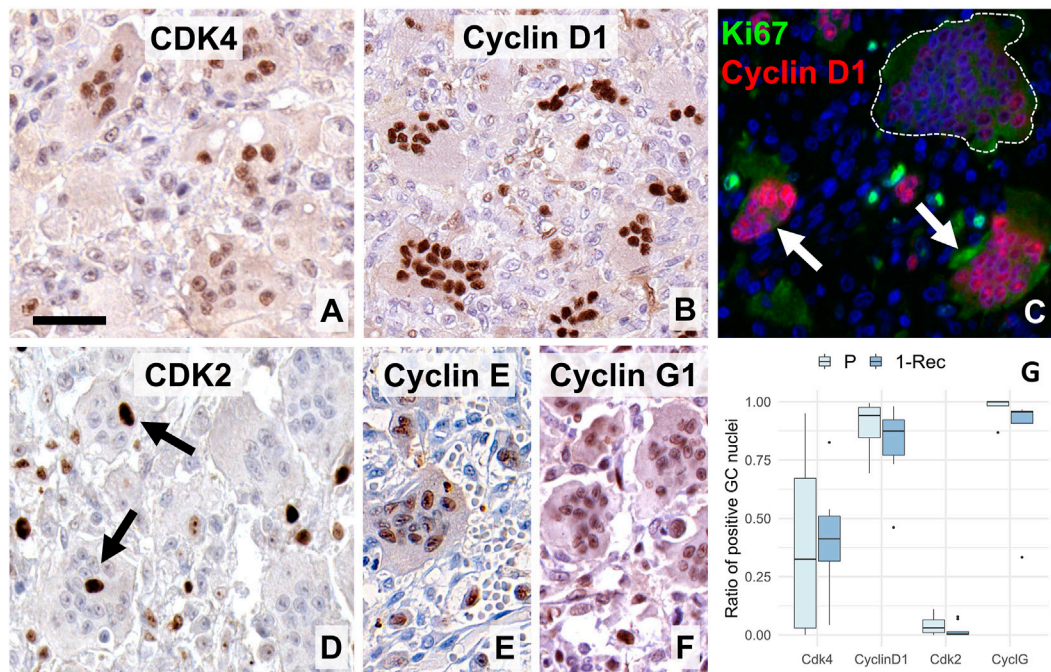 CDK4
A
Cyclin D1
B
Ki67
Cyclin D1
C
CDK2
D
Cyclin E
E
Cyclin G1
F
G
P 1-Rec
Ratio of positive GC nuclei
1.00
0.75
0.50
0.25
0.00
Cdk4 CyclinD1 Cdk2 CyclG